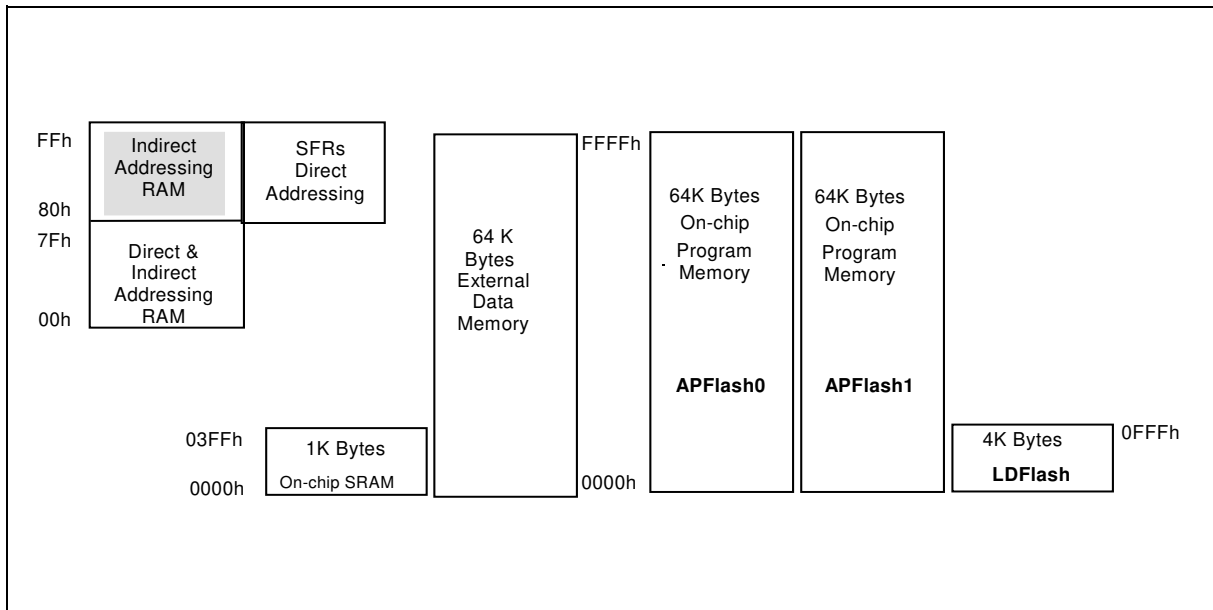 FFh
Indirect
Addressing
RAM
80h
SFRs
Direct
Addressing
7Fh
Direct &
Indirect
Addressing
RAM
00h
03FFh
1K Bytes
On-chip SRAM
0000h
64 K
Bytes
External
Data
Memory
FFFFh
0000h
64K Bytes
On-chip
Program
Memory
APFlash0
64K Bytes
On-chip
Program
Memory
APFlash1
4K Bytes
LDFlash
0FFFh